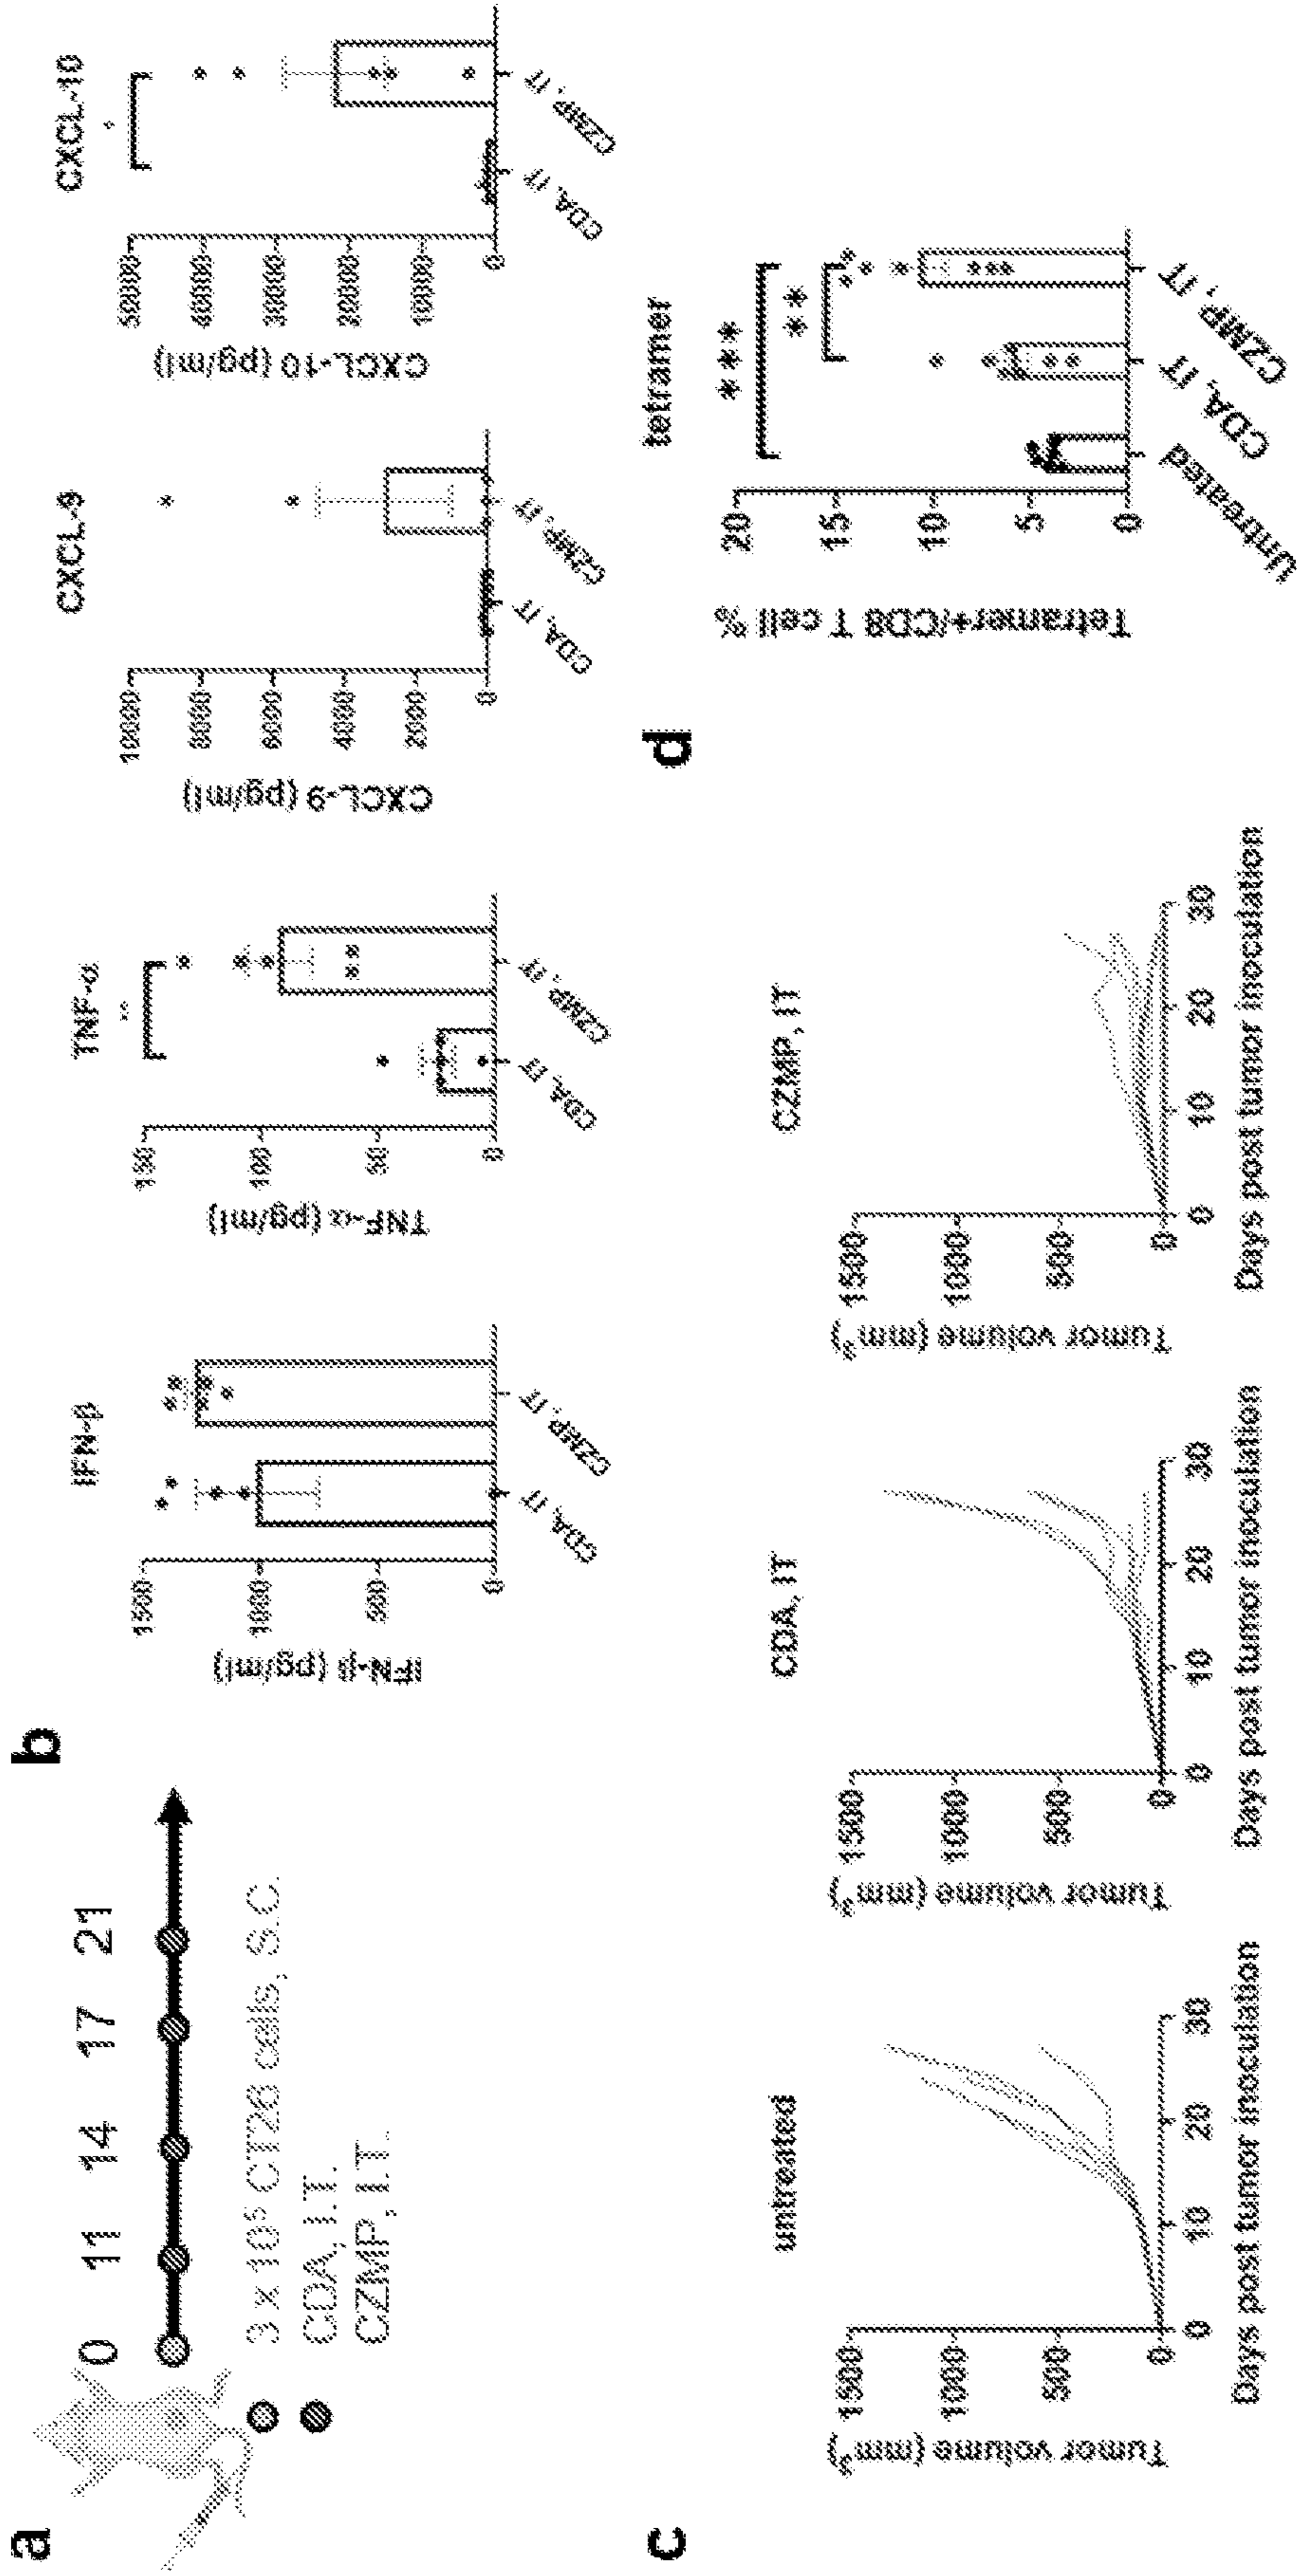 a
0 11 14 17 21
3 x 10⁵ CT26 cells, S.C.
CDA, I.T.
CZMP, I.T.
b
IFN-β
IFN-β (pg/ml)
1500
1000
500
0
CDA, IT
CZMP, IT
TNF-α
**
TNF-α (pg/ml)
150
100
50
0
CDA, IT
CZMP, IT
CXCL-9
CXCL-9 (pg/ml)
10000
8000
6000
4000
2000
0
CDA, IT
CZMP, IT
CXCL-10
*
CXCL-10 (pg/ml)
50000
40000
30000
20000
10000
0
CDA, IT
CZMP, IT
c
untreated
Tumor volume (mm³)
1500
1000
500
0
0 10 20 30
Days post tumor inoculation
CDA, IT
Tumor volume (mm³)
1500
1000
500
0
0 10 20 30
Days post tumor inoculation
CZMP, IT
Tumor volume (mm³)
1500
1000
500
0
0 10 20 30
Days post tumor inoculation
d
tetramer
***
**
Tetramer+/CD8 T cell %
20
15
10
5
0
Untreated
CDA, IT
CZMP, IT